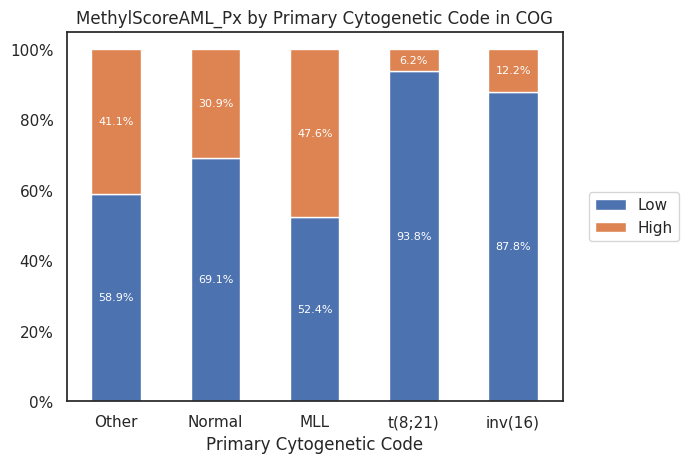 MethylScoreAML_Px by Primary Cytogenetic Code in COG
100%
80%
60%
40%
20%
0%
41.1%
58.9%
30.9%
69.1%
47.6%
52.4%
6.2%
93.8%
12.2%
87.8%
Other
Normal
MLL
t(8;21)
inv(16)
Primary Cytogenetic Code
Low
High